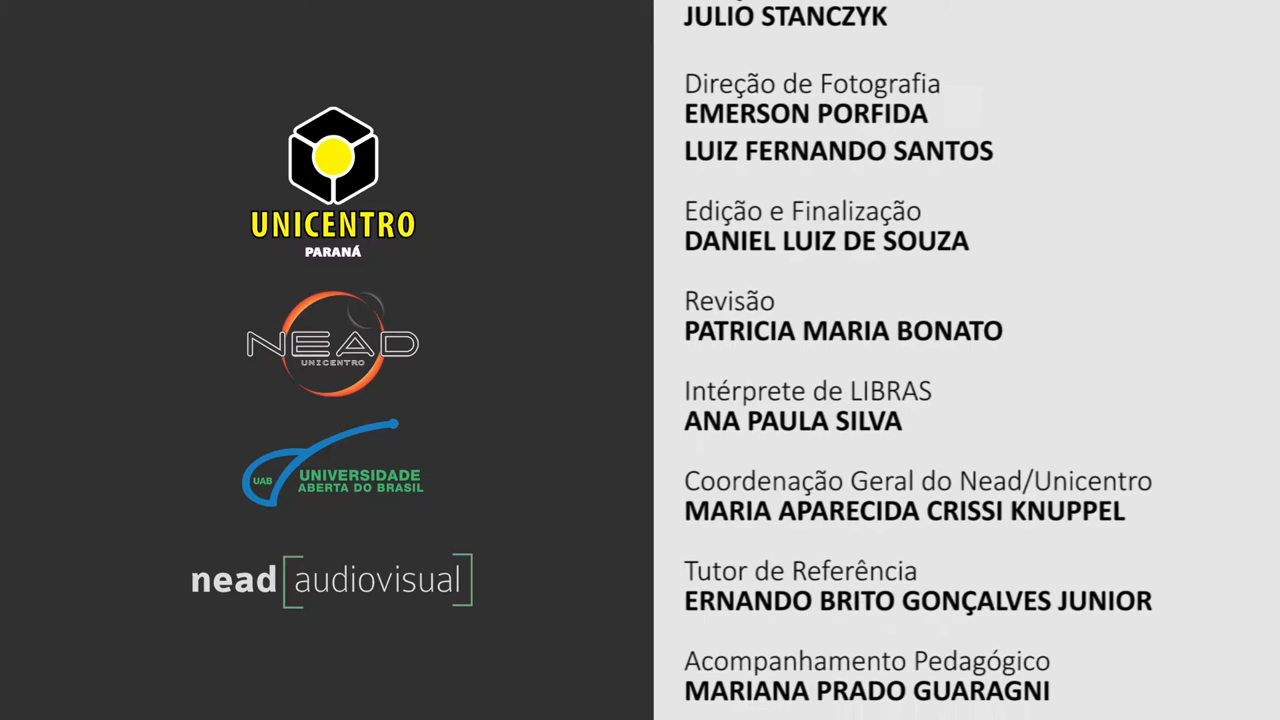 UNICENTRO
PARANÁ
NEAD
UNICENTRO
UAB
UNIVERSIDADE
ABERTA DO BRASIL
nead[audiovisual]
JULIO STANCZYK
Direção de Fotografia
EMERSON PORFIDA
LUIZ FERNANDO SANTOS
Edição e Finalização
DANIEL LUIZ DE SOUZA
Revisão
PATRICIA MARIA BONATO
Intérprete de LIBRAS
ANA PAULA SILVA
Coordenação Geral do Nead/Unicentro
MARIA APARECIDA CRISSI KNUPPEL
Tutor de Referência
ERNANDO BRITO GONÇALVES JUNIOR
Acompanhamento Pedagógico
MARIANA PRADO GUARAGNI